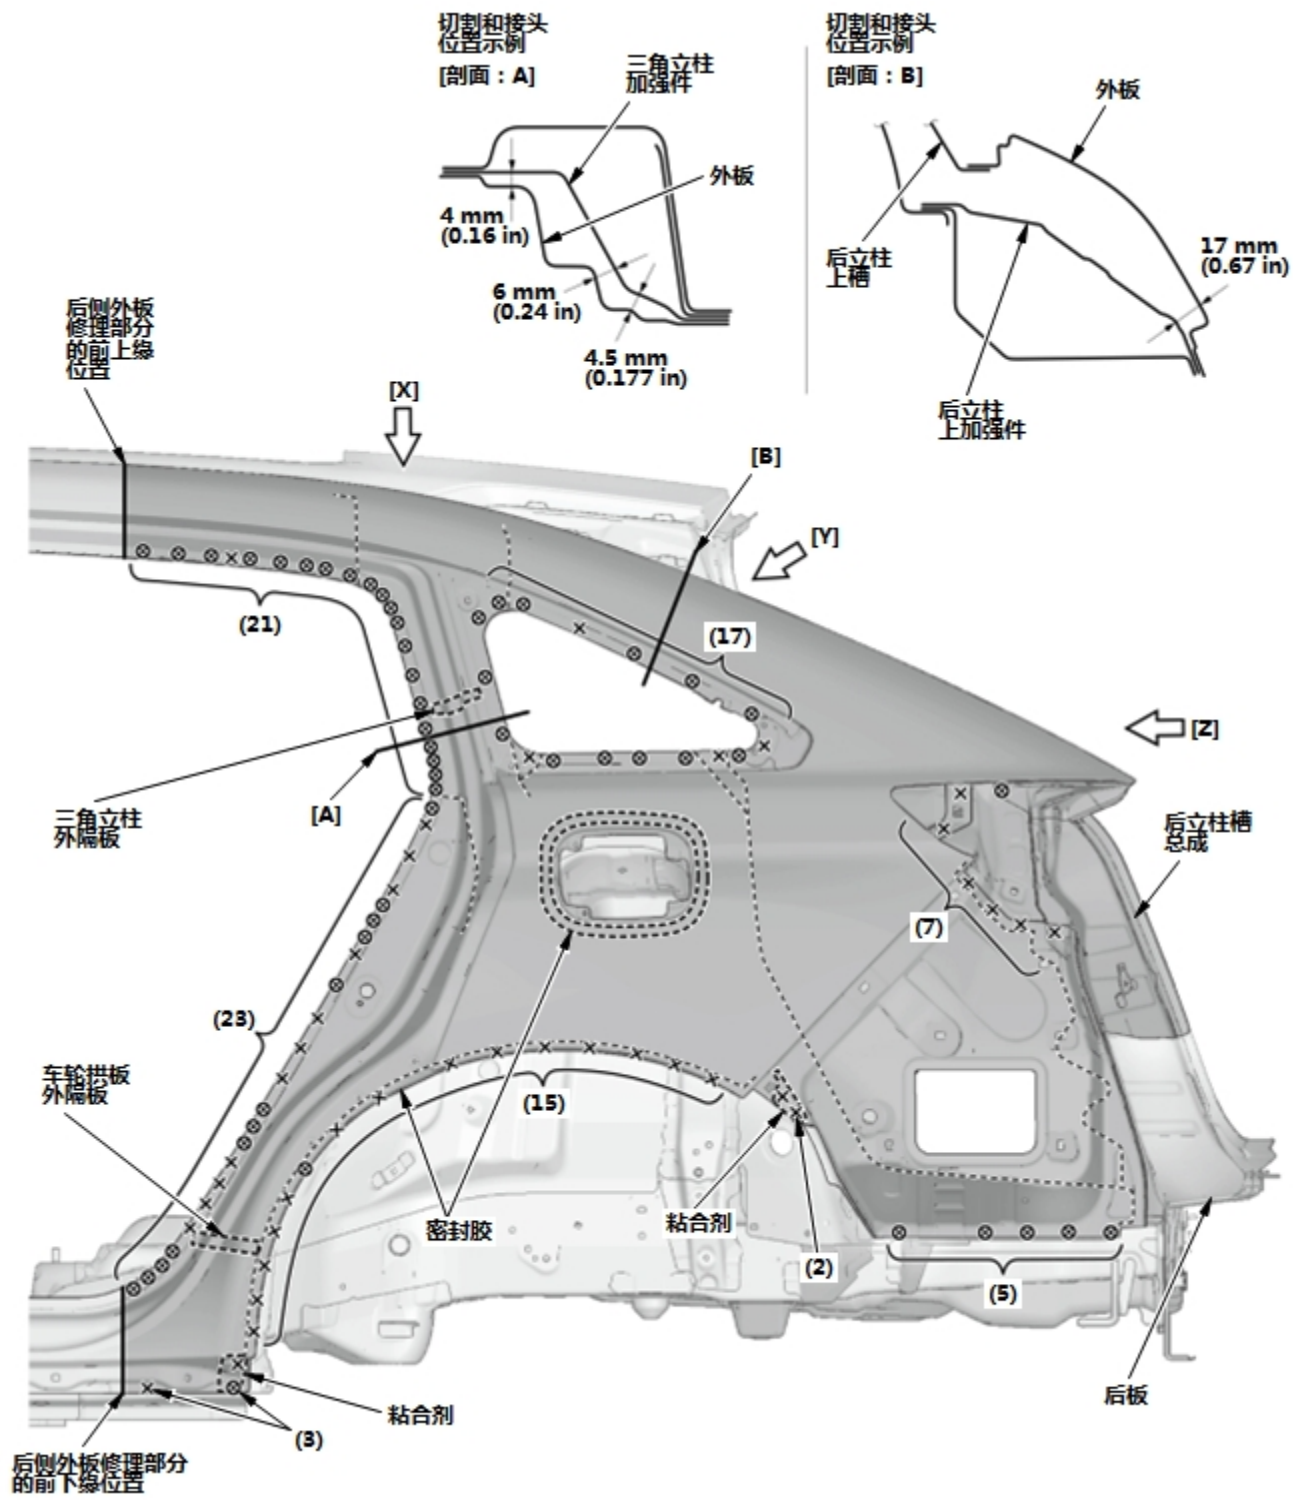 切割和接头
位置示例
[剖面：A]
三角立柱
加强件
外板
4 mm
(0.16 in)
6 mm
(0.24 in)
4.5 mm
(0.177 in)
切割和接头
位置示例
[剖面：B]
外板
后立柱
上槽
17 mm
(0.67 in)
后立柱
上加强件
后侧外板
修理部分
的前上缘
位置
[X]
[B]
[Y]
(21)
(17)
[Z]
[A]
三角立柱
外隔板
后立柱槽
总成
(7)
(23)
车轮拱板
外隔板
(15)
密封胶
粘合剂
(2)
(5)
后板
粘合剂
(3)
后侧外板修理部分
的前下缘位置